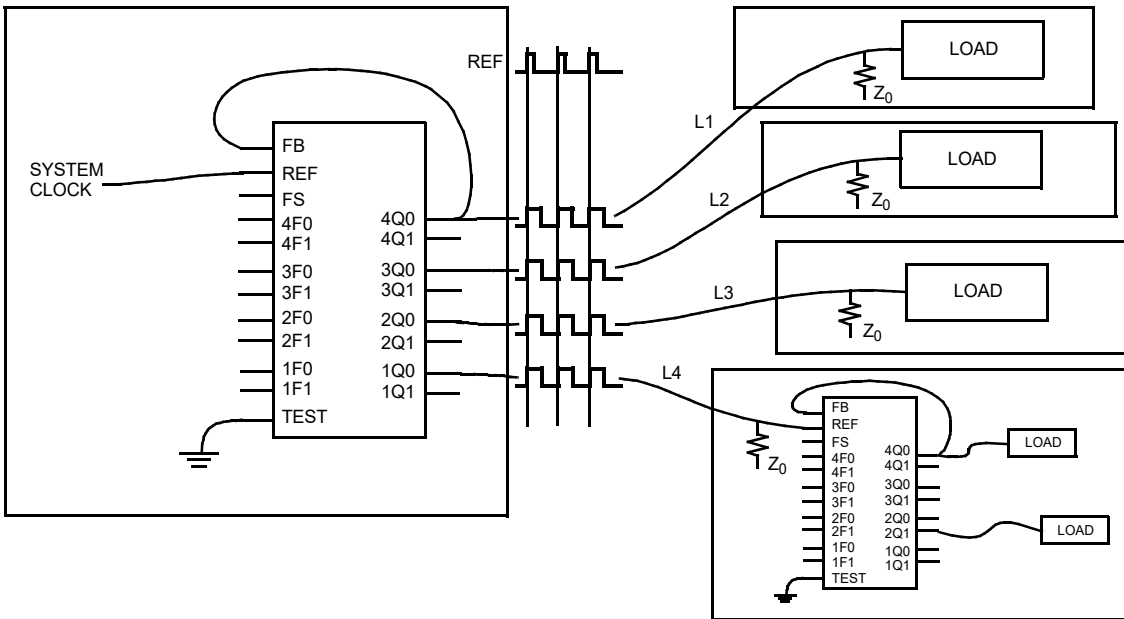 REF
LOAD
Z0
L1
LOAD
Z0
L2
LOAD
Z0
L3
SYSTEM
CLOCK
FB
REF
FS
4F0
4F1
3F0
3F1
2F0
2F1
1F0
1F1
TEST
4Q0
4Q1
3Q0
3Q1
2Q0
2Q1
1Q0
1Q1
L4
Z0
FB
REF
FS
4F0
4F1
3F0
3F1
2F0
2F1
1F0
1F1
TEST
4Q0
4Q1
3Q0
3Q1
2Q0
2Q1
1Q0
1Q1
LOAD
LOAD